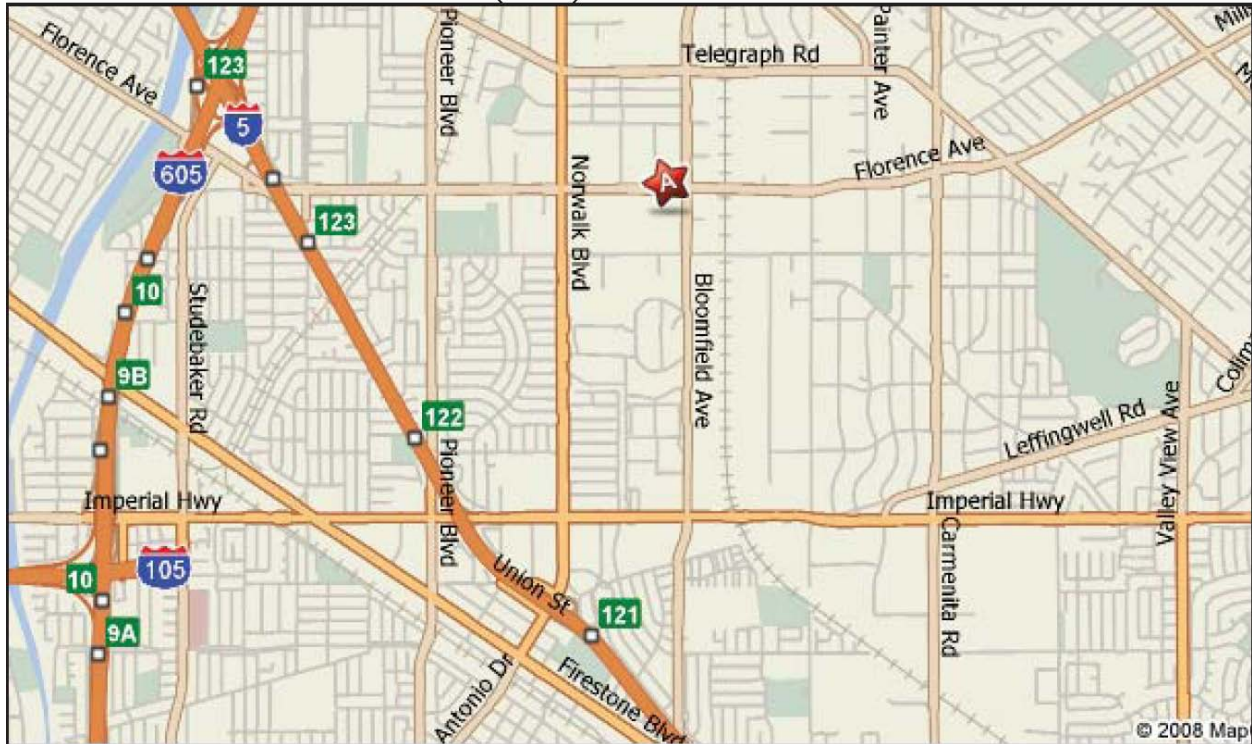 Florence Ave
123
5
605
Pioneer Blvd
Telegraph Rd
Painter Ave
Florence Ave
A
Norwalk Blvd
123
Bloomfield Ave
10
Studebaker Rd
9B
122
Pioneer Blvd
Leffingwell Rd
Valley View Ave
Imperial Hwy
Imperial Hwy
Carmenita Rd
10
105
Union St
121
9A
Antonio Dr
Firestone Blvd
© 2008 Map